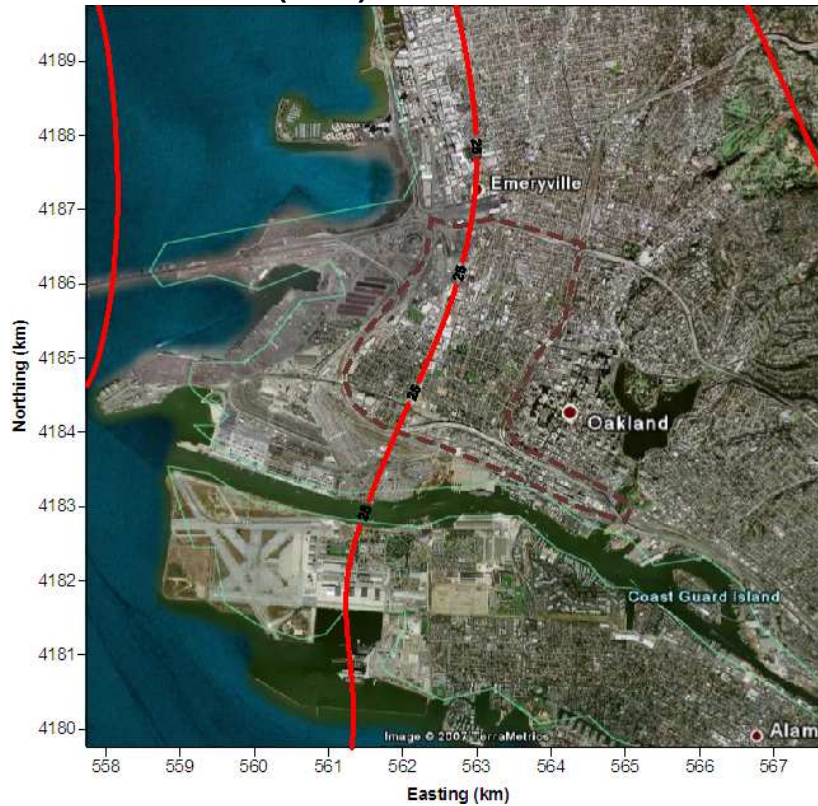 4189
4188
4187
4186
4185
4184
4183
4182
4181
4180
Northing (km)
Emeryville
Oakland
Coast Guard Island
Alam
Image © 2007 TerraMetrics
558 559 560 561 562 563 564 565 566 567
Easting (km)